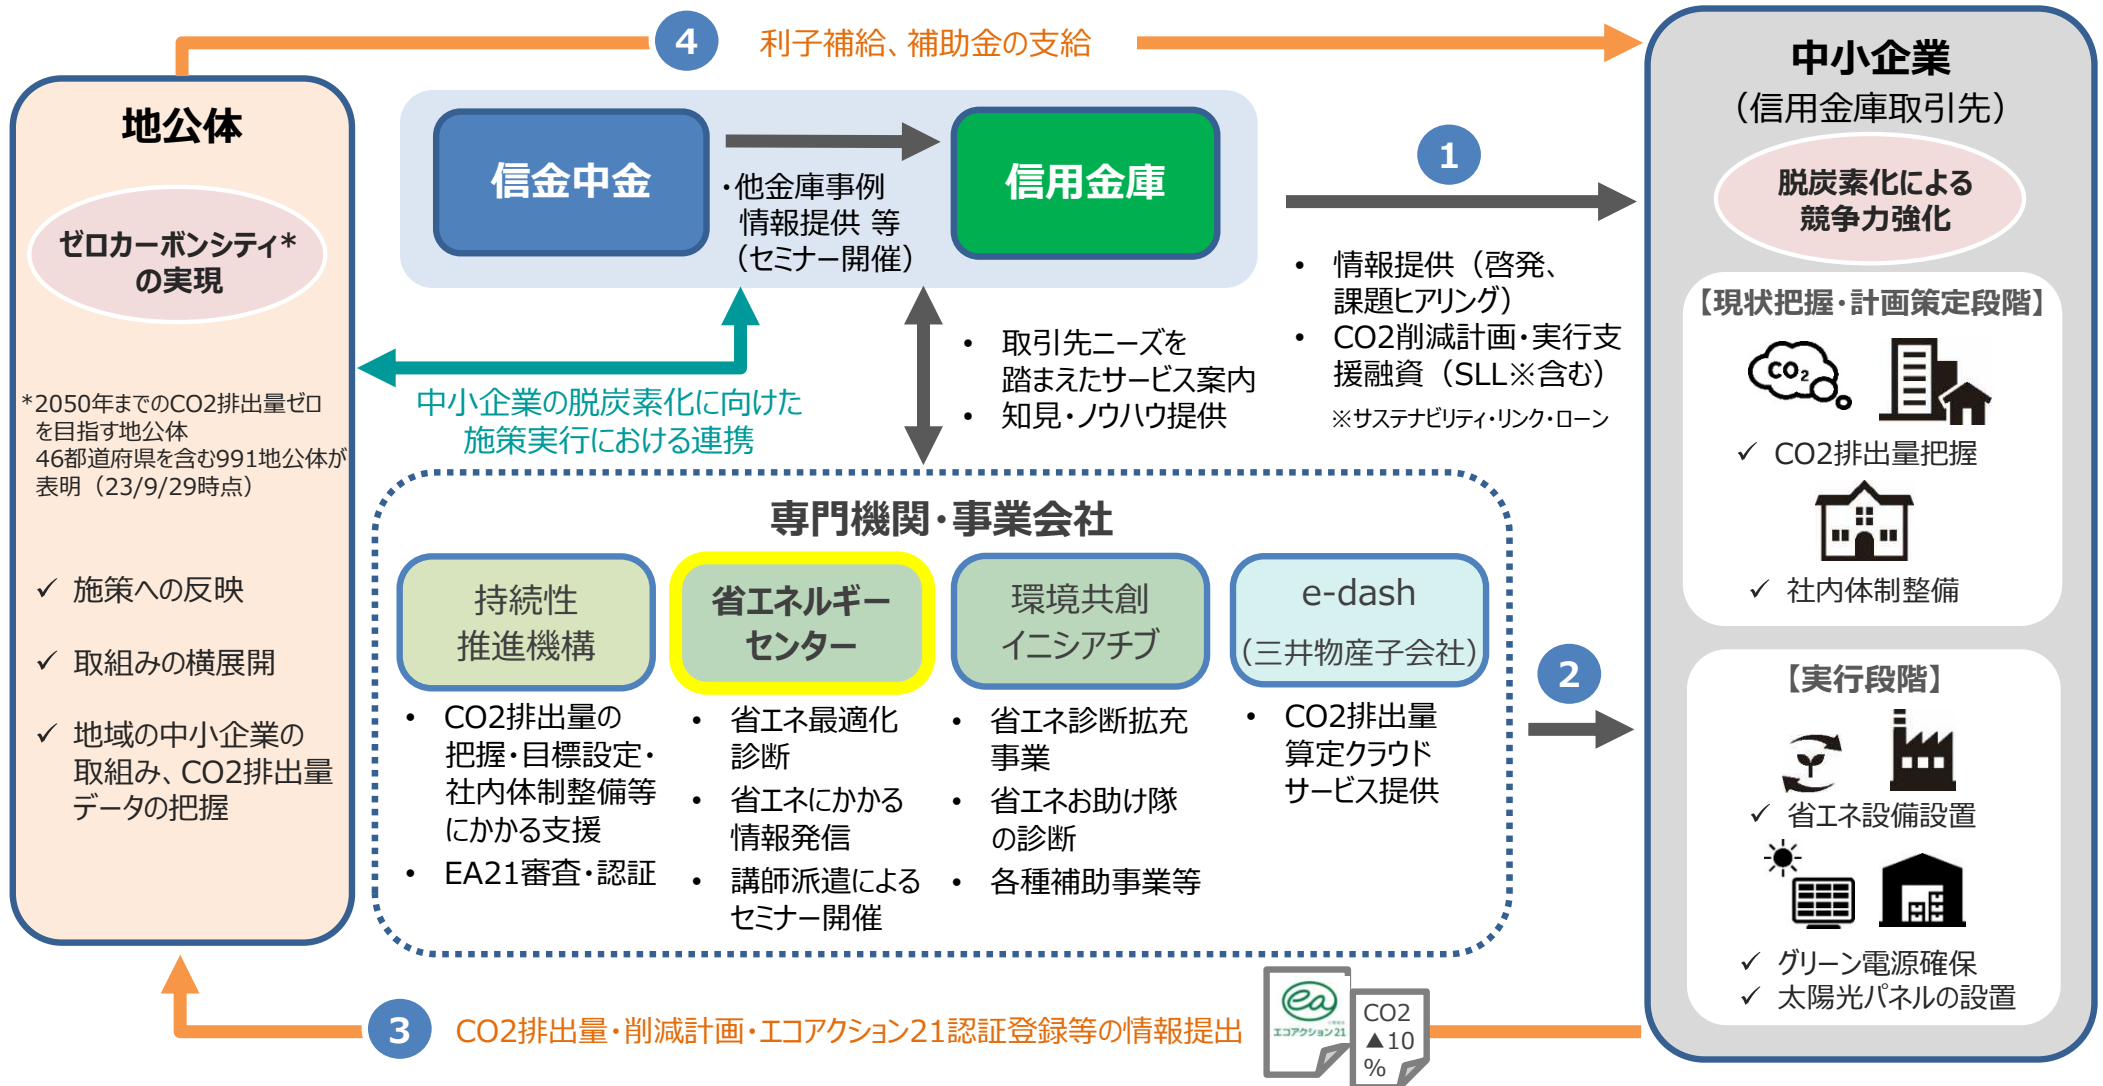 4
利子補給、補助金の支給
地公体
ゼロカーボンシティ*
の実現
*2050年までのCO2排出量ゼロ
を目指す地公体
46都道府県を含む991地公体が
表明（23/9/29時点）
✓ 施策への反映
✓ 取組みの横展開
✓ 地域の中小企業の
取組み、CO2排出量
データの把握
信金中金
・他金庫事例
情報提供 等
（セミナー開催）
信用金庫
中小企業の脱炭素化に向けた
施策実行における連携
• 取引先ニーズを
踏まえたサービス案内
• 知見・ノウハウ提供
1
• 情報提供（啓発、
課題ヒアリング）
• CO2削減計画・実行支
援融資（SLL※含む）
※サステナビリティ・リンク・ローン
専門機関・事業会社
持続性
推進機構
• CO2排出量の
把握・目標設定・
社内体制整備等
にかかる支援
• EA21審査・認証
省エネルギー
センター
• 省エネ最適化
診断
• 省エネにかかる
情報発信
• 講師派遣による
セミナー開催
環境共創
イニシアチブ
• 省エネ診断拡充
事業
• 省エネお助け隊
の診断
• 各種補助事業等
e-dash
（三井物産子会社）
• CO2排出量
算定クラウド
サービス提供
2
中小企業
（信用金庫取引先）
脱炭素化による
競争力強化
【現状把握・計画策定段階】
CO2
✓ CO2排出量把握
✓ 社内体制整備
【実行段階】
✓ 省エネ設備設置
✓ グリーン電源確保
✓ 太陽光パネルの設置
3
CO2排出量・削減計画・エコアクション21認証登録等の情報提出
ea
エコアクション21
CO2
▲10
%